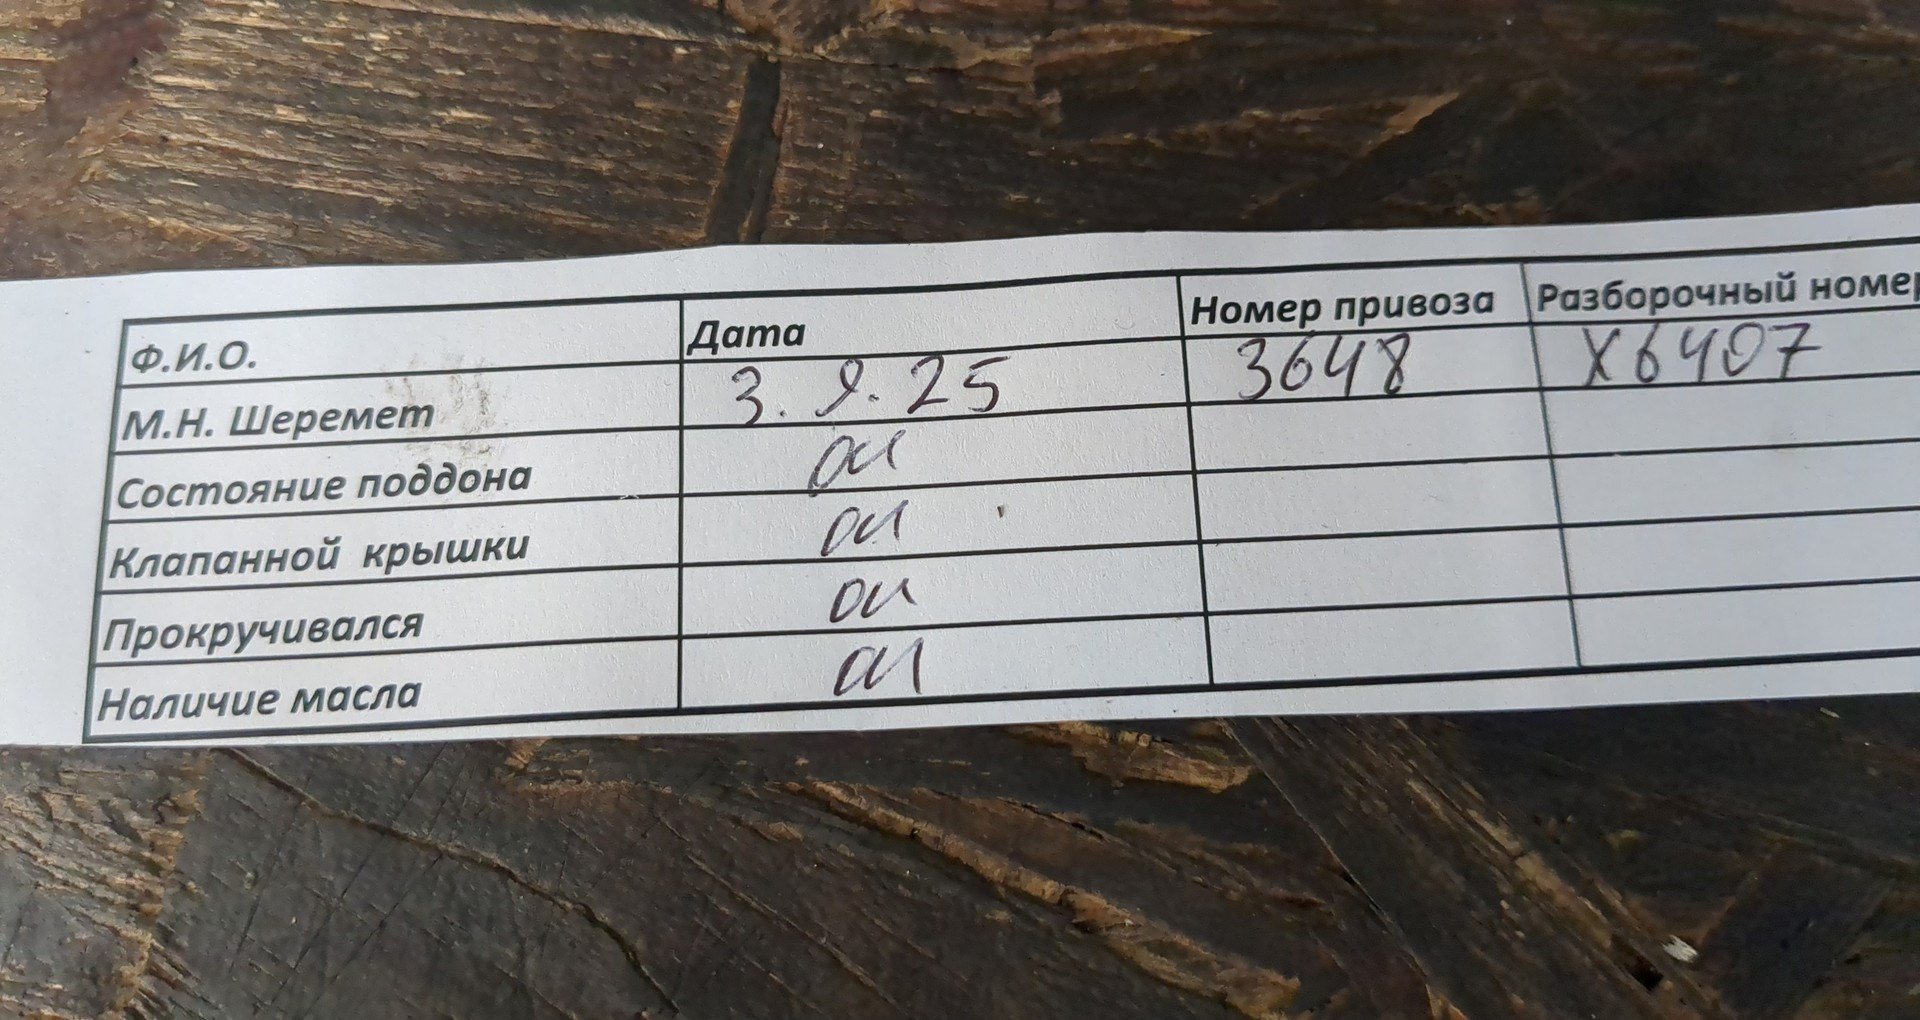 Ф.И.О. Дата Номер привоза Разборочный номер
М.Н. Шеремет 3. 9. 25 3648 Х6407
Состояние поддона ок
Клапанной крышки ок
Прокручивался ок
Наличие масла ок